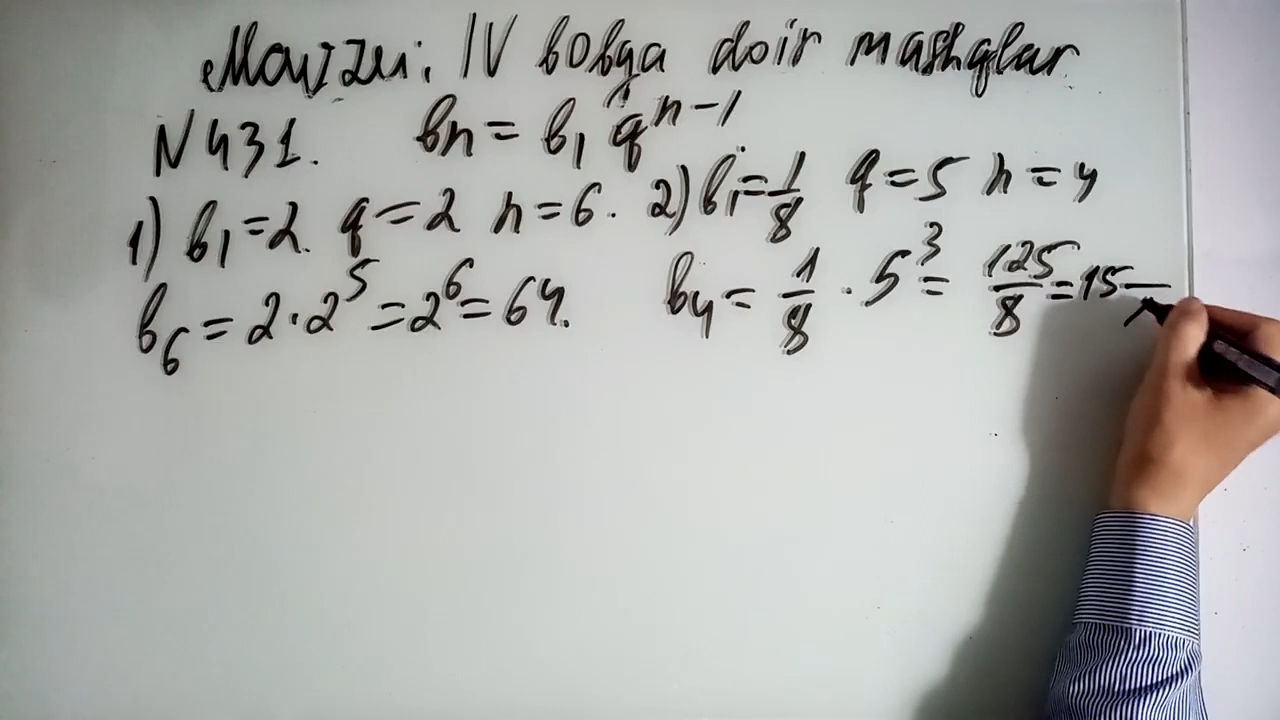 Mavzu: IV bobga doir mashqlar
N 431. bn = b1 q^n-1
1) b1 = 2. q = 2 n = 6. 2) b1 = 1/8 q = 5 n = 4
b6 = 2 · 2^5 = 2^6 = 64. b4 = 1/8 · 5^3 = 125/8 = 15